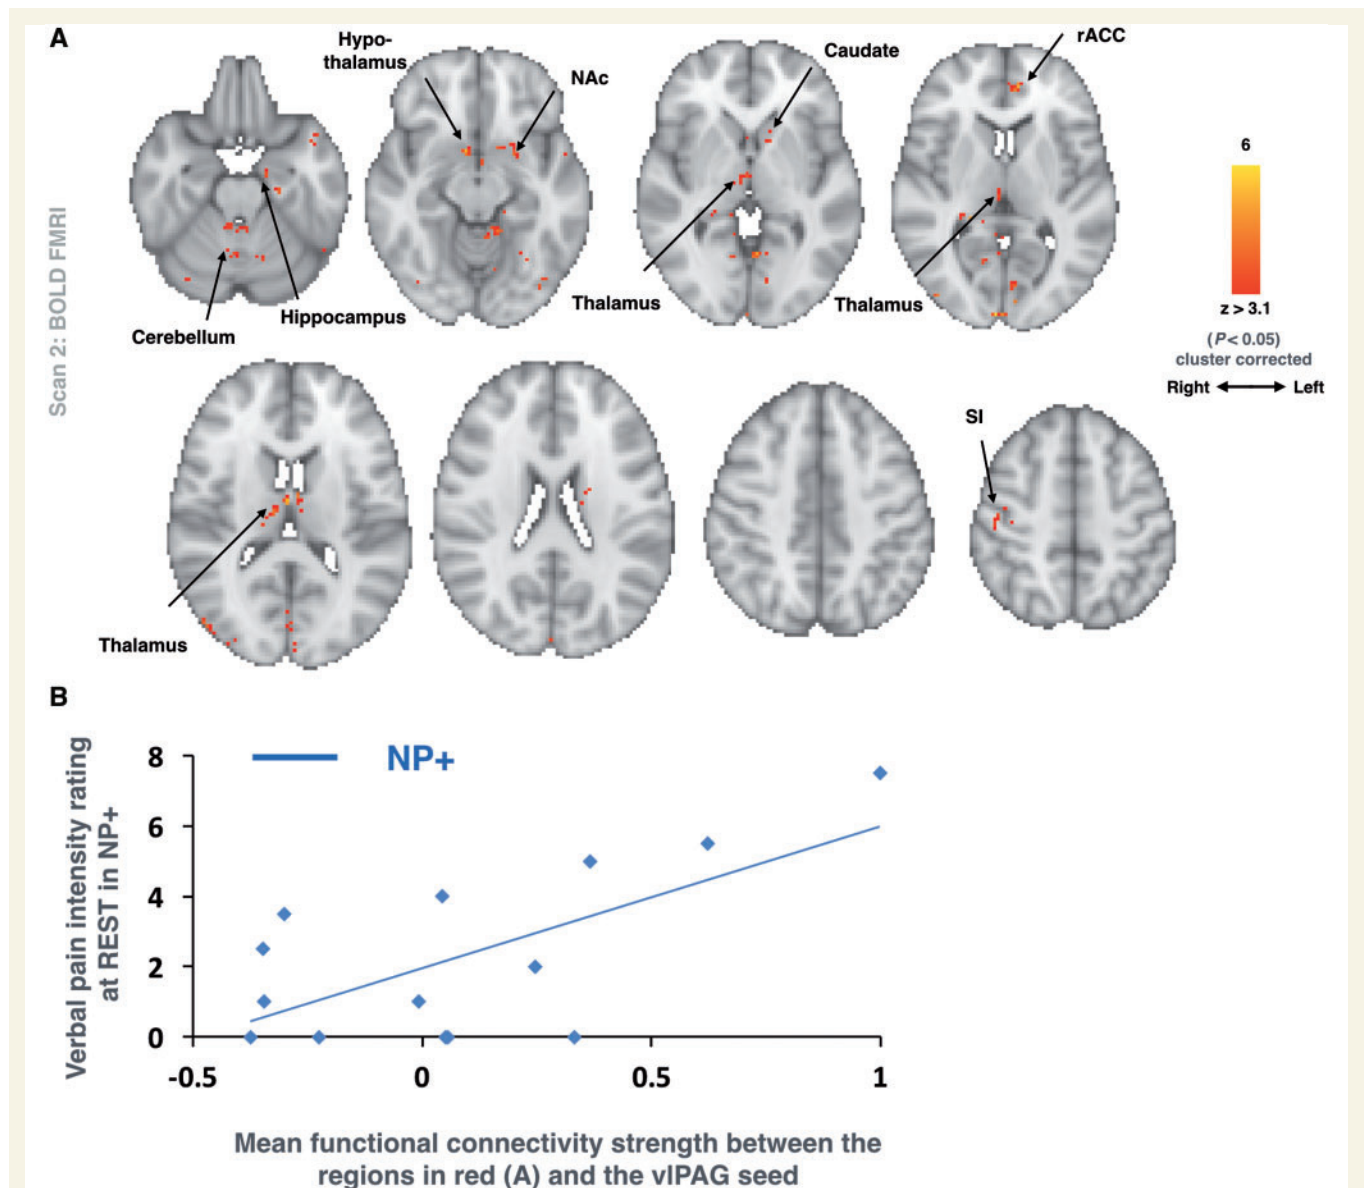 A
Scan 2: BOLD FMRI
Hypo-
thalamus
NAc
Caudate
rACC
Cerebellum
Hippocampus
Thalamus
Thalamus
6
z > 3.1
(P < 0.05)
cluster corrected
Right
Left
Thalamus
SI
B
Verbal pain intensity rating
at REST in NP+
NP+
8
6
4
2
0
-0.5
0
0.5
1
Mean functional connectivity strength between the
regions in red (A) and the vlPAG seed